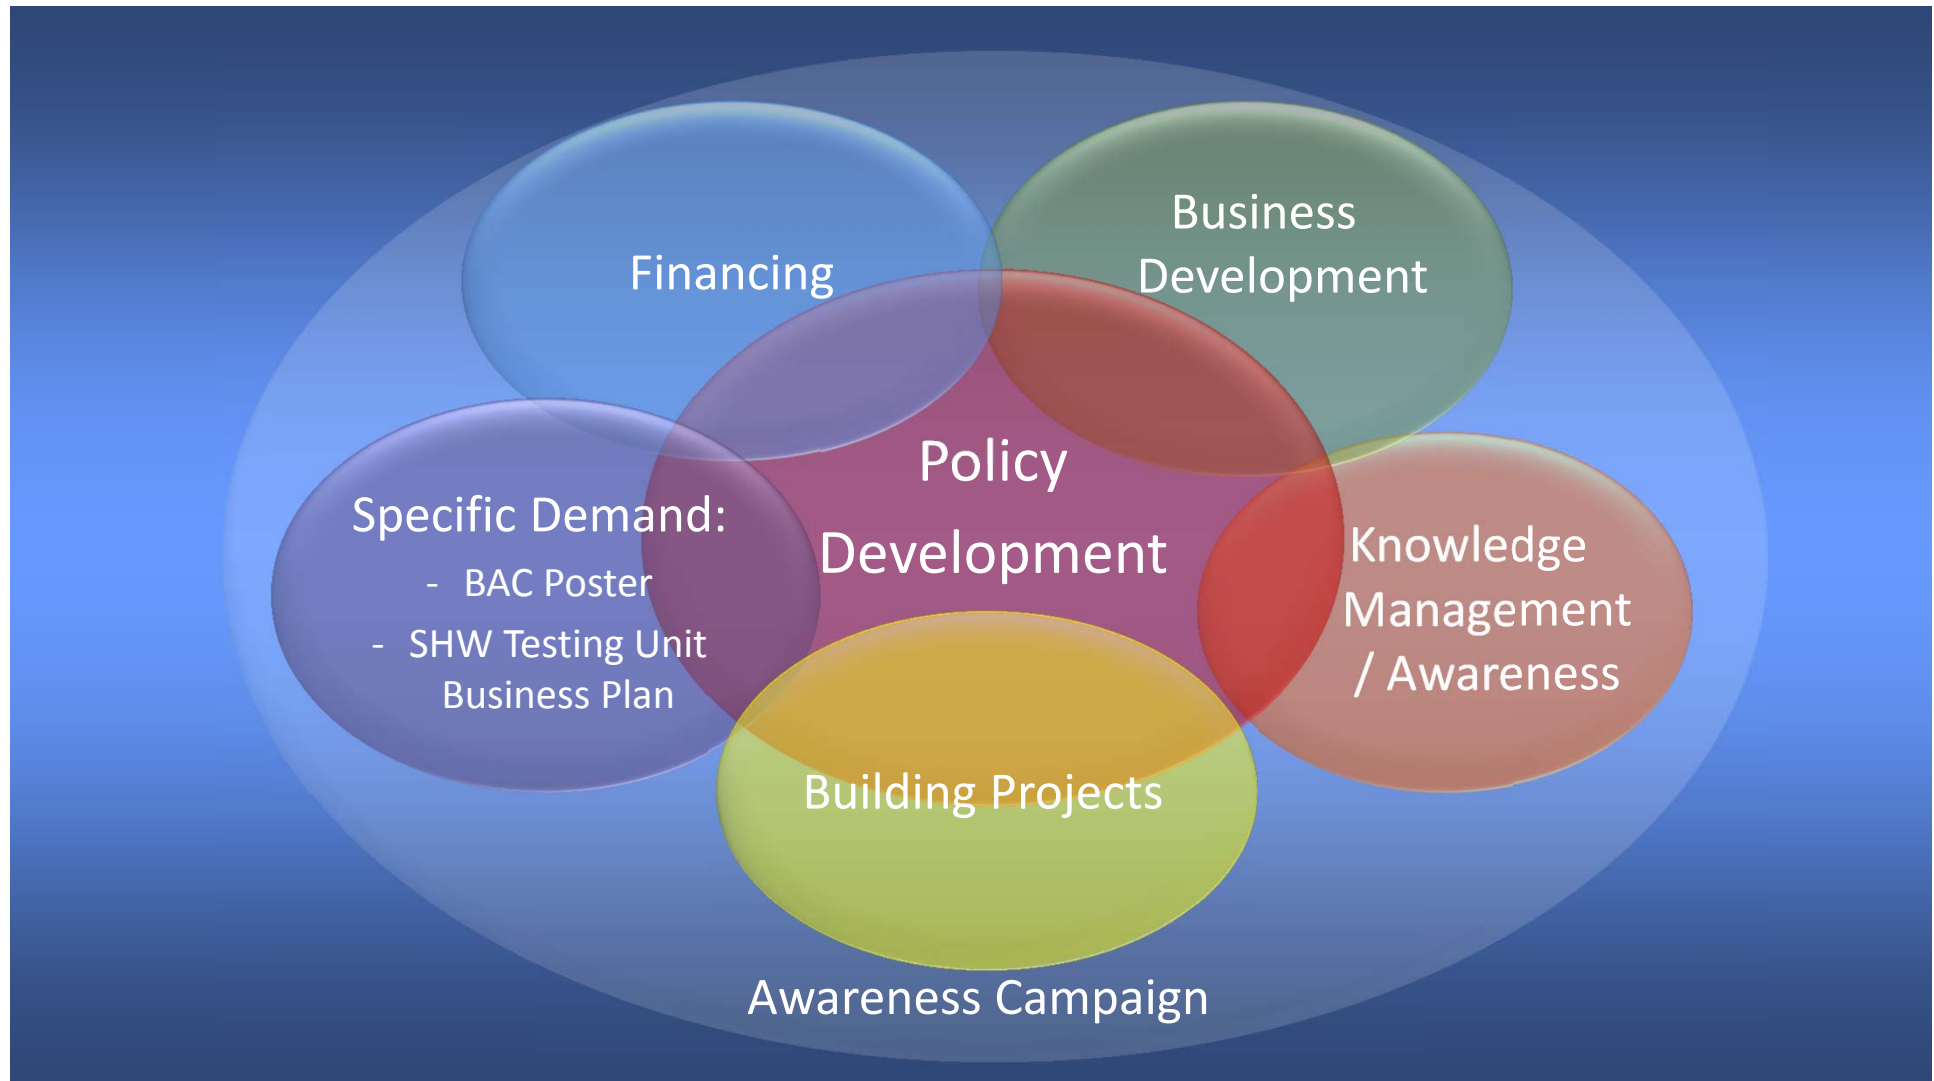 Financing
Business
Development
Policy
Development
Specific Demand:
- BAC Poster
- SHW Testing Unit
Business Plan
Knowledge
Management
/ Awareness
Building Projects
Awareness Campaign